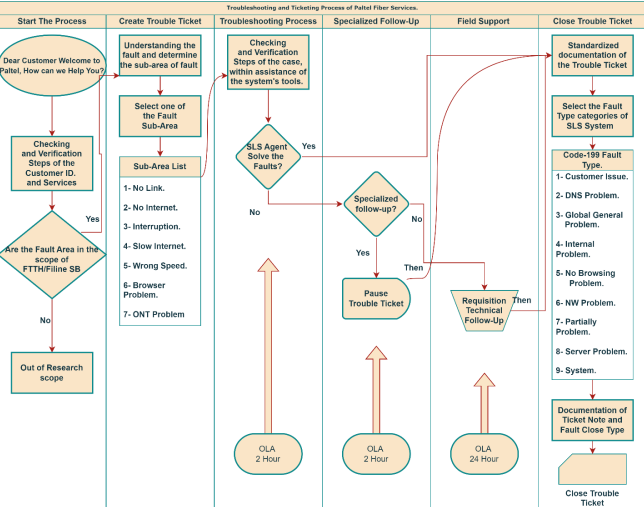 Troubleshooting and Ticketing Process of Paltel Fiber Services.
Start The Process
Create Trouble Ticket
Troubleshooting Process
Specialized Follow-Up
Field Support
Close Trouble Ticket
Dear Customer Welcome to
Paltel, How can we Help You?
Checking
and Verification
Steps of the
Customer ID.
and Services
Yes
Are the Fault Area in the
scope of
FTTH/Filine SB
No
Out of Research
scope
Understanding the
fault and determine
the sub-area of fault
Select one of
the Fault
Sub-Area
Sub-Area List
1- No Link.
2- No Internet.
3- Interruption.
4- Slow Internet.
5- Wrong Speed.
6- Browser
Problem.
7- ONT Problem
Checking
and Verification
Steps of the case,
within assistance of
the system's tools.
SLS Agent
Solve the
Faults?
Yes
No
OLA
2 Hour
Specialized
follow-up?
No
Yes
Then
Pause
Trouble Ticket
OLA
2 Hour
Requisition
Technical
Follow-Up
Then
OLA
24 Hour
Standardized
documentation of
the Trouble Ticket
Select the Fault
Type categories of
SLS System
Code-199 Fault
Type.
1- Customer Issue.
2- DNS Problem.
3- Global General
Problem.
4- Internal
Problem.
5- No Browsing
Problem.
6- NW Problem.
7- Partially
Problem.
8- Server Problem.
9- System.
Documentation of
Ticket Note and
Fault Close Type
Close Trouble
Ticket